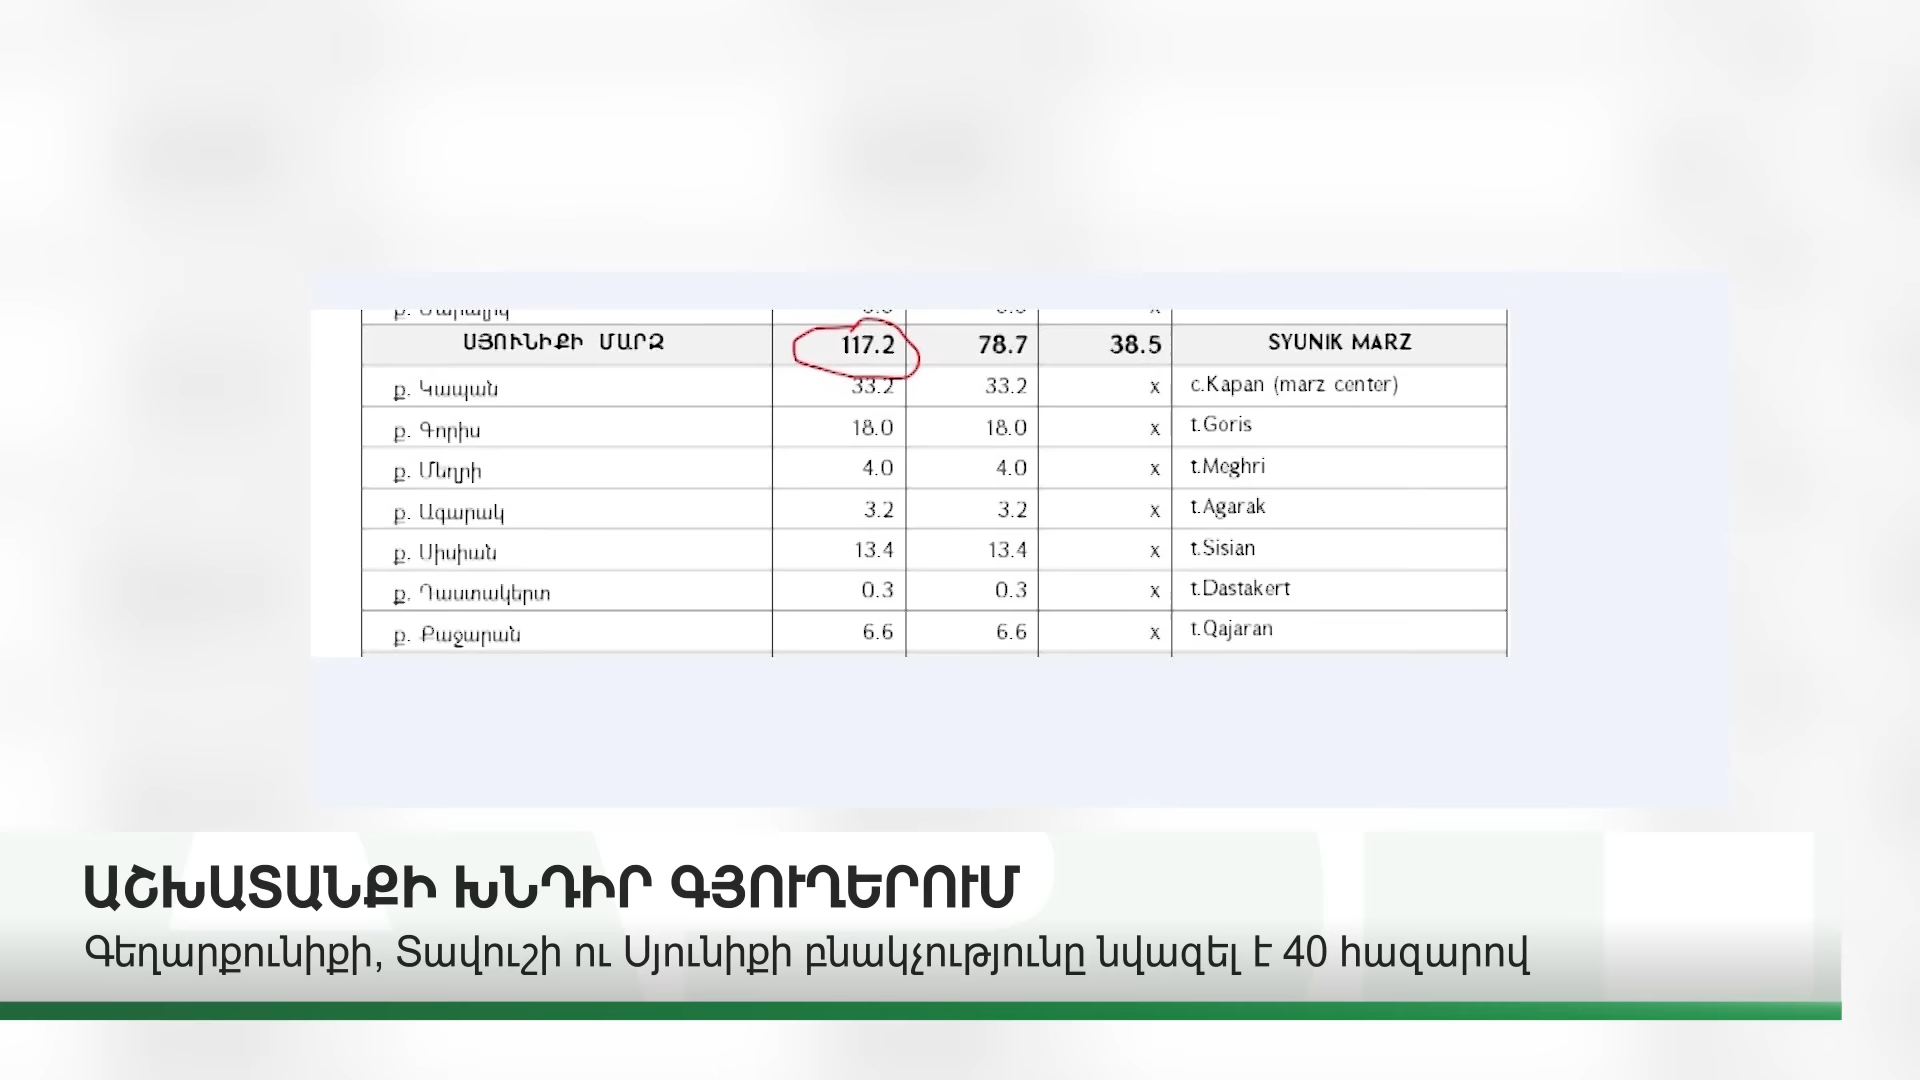 ՍՅՈՒՆԻՔԻ ՄԱՐԶ 117.2 78.7 38.5 SYUNIK MARZ
ք. Կապան 33.2 33.2 x c.Kapan (marz center)
ք. Գորիս 18.0 18.0 x t.Goris
ք. Մեղրի 4.0 4.0 x t.Meghri
ք. Ագարակ 3.2 3.2 x t.Agarak
ք. Սիսիան 13.4 13.4 x t.Sisian
ք. Դաստակերտ 0.3 0.3 x t.Dastakert
ք. Քաջարան 6.6 6.6 x t.Qajaran
ԱՇԽԱՏԱՆՔԻ ԽՆԴԻՐ ԳՅՈՒՂԵՐՈՒՄ
Գեղարքունիքի, Տավուշի ու Սյունիքի բնակչությունը նվազել է 40 հազարով